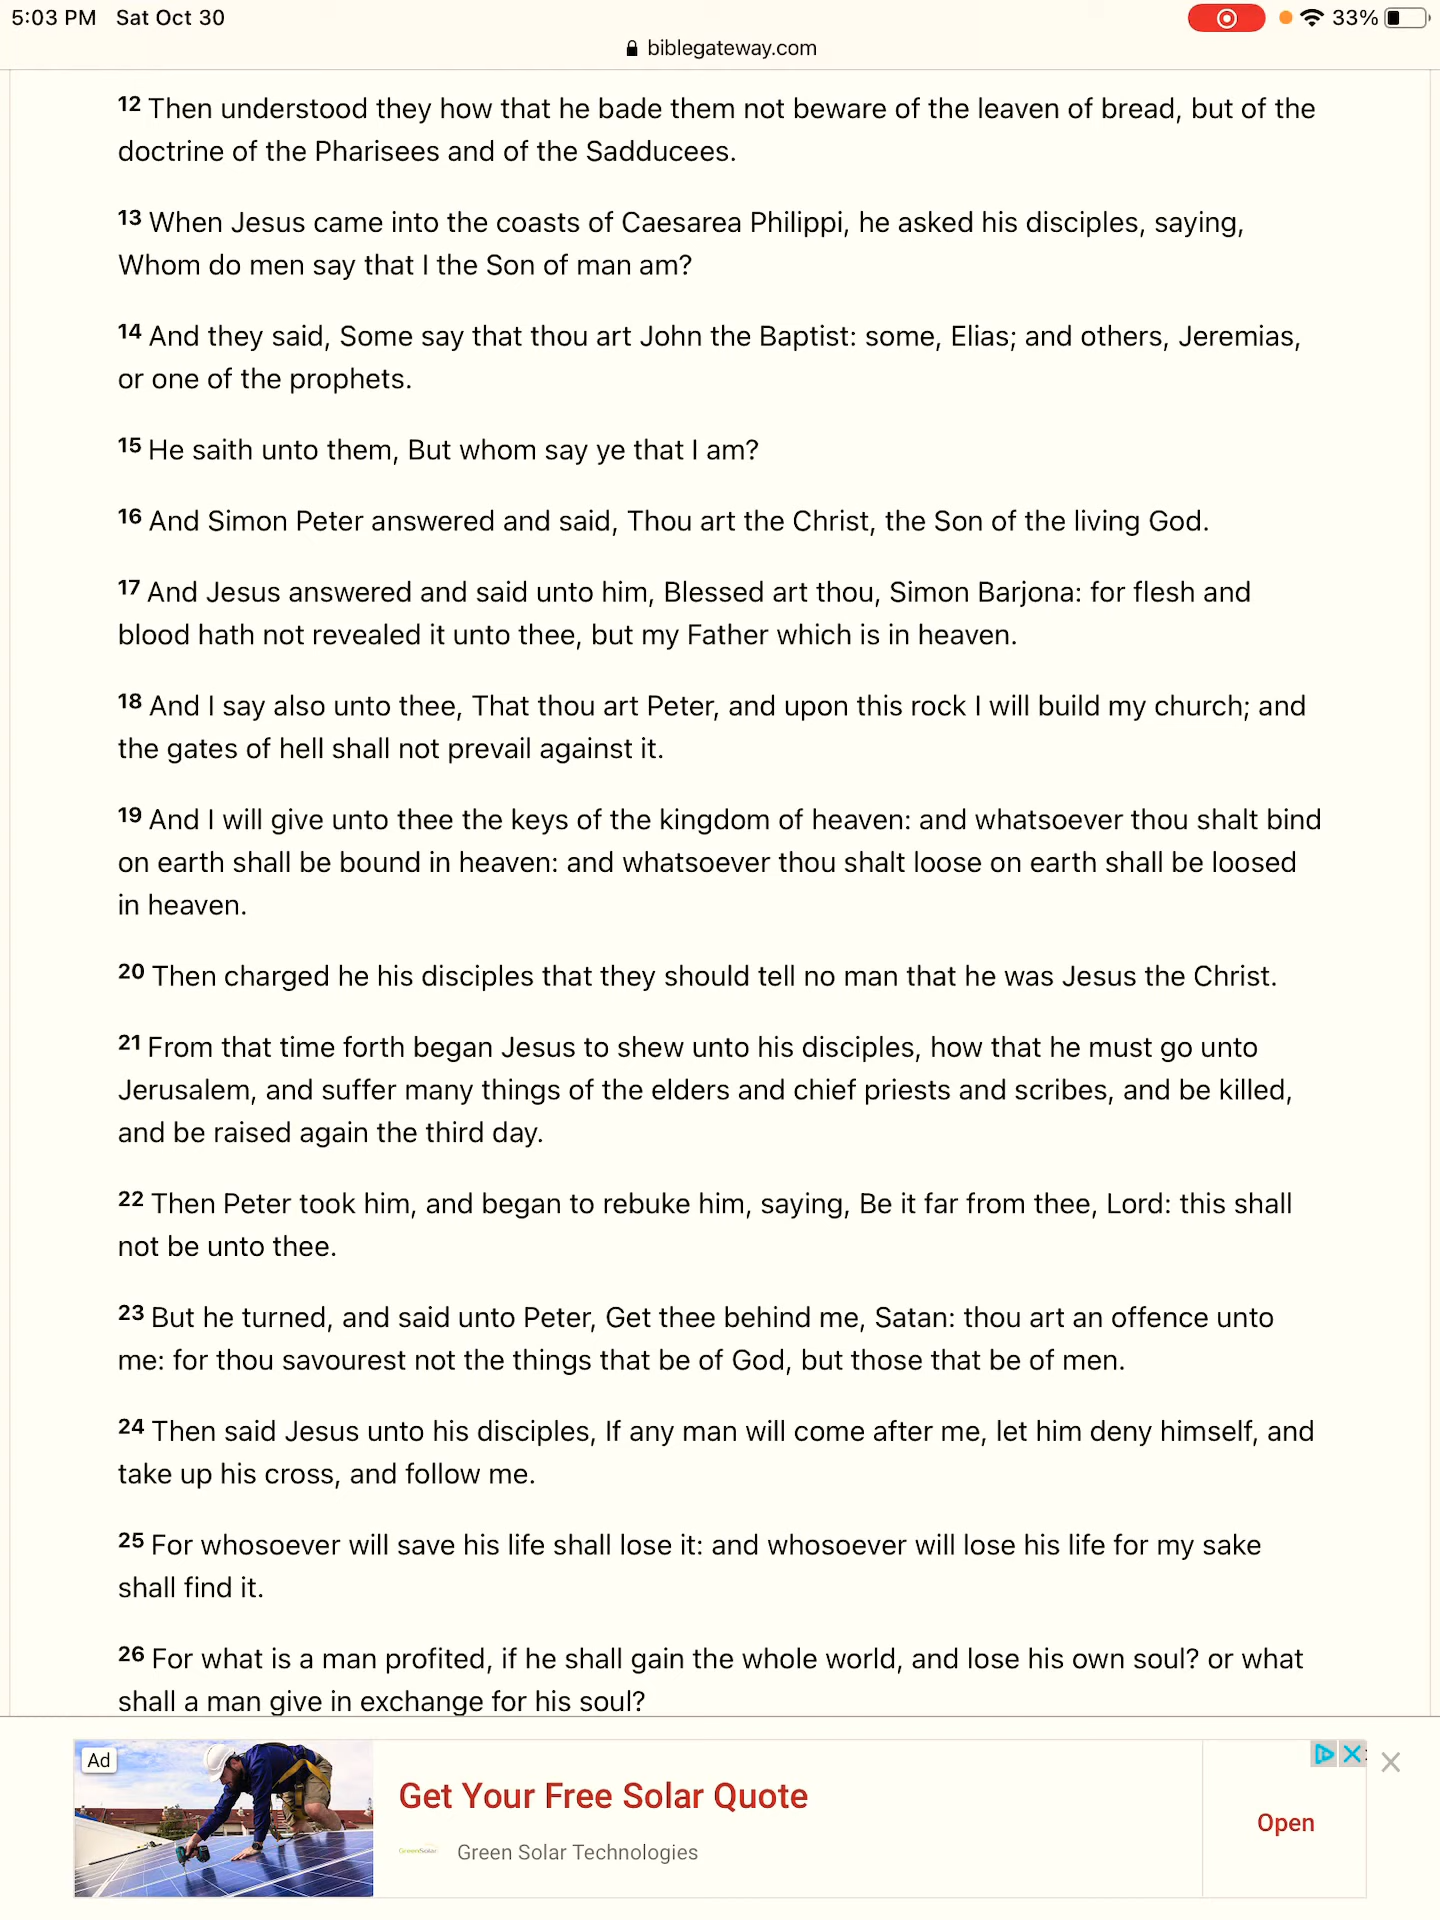 5:03 PM Sat Oct 30 33%
biblegateway.com
12 Then understood they how that he bade them not beware of the leaven of bread, but of the
doctrine of the Pharisees and of the Sadducees.
13 When Jesus came into the coasts of Caesarea Philippi, he asked his disciples, saying,
Whom do men say that I the Son of man am?
14 And they said, Some say that thou art John the Baptist: some, Elias; and others, Jeremias,
or one of the prophets.
15 He saith unto them, But whom say ye that I am?
16 And Simon Peter answered and said, Thou art the Christ, the Son of the living God.
17 And Jesus answered and said unto him, Blessed art thou, Simon Barjona: for flesh and
blood hath not revealed it unto thee, but my Father which is in heaven.
18 And I say also unto thee, That thou art Peter, and upon this rock I will build my church; and
the gates of hell shall not prevail against it.
19 And I will give unto thee the keys of the kingdom of heaven: and whatsoever thou shalt bind
on earth shall be bound in heaven: and whatsoever thou shalt loose on earth shall be loosed
in heaven.
20 Then charged he his disciples that they should tell no man that he was Jesus the Christ.
21 From that time forth began Jesus to shew unto his disciples, how that he must go unto
Jerusalem, and suffer many things of the elders and chief priests and scribes, and be killed,
and be raised again the third day.
22 Then Peter took him, and began to rebuke him, saying, Be it far from thee, Lord: this shall
not be unto thee.
23 But he turned, and said unto Peter, Get thee behind me, Satan: thou art an offence unto
me: for thou savourest not the things that be of God, but those that be of men.
24 Then said Jesus unto his disciples, If any man will come after me, let him deny himself, and
take up his cross, and follow me.
25 For whosoever will save his life shall lose it: and whosoever will lose his life for my sake
shall find it.
26 For what is a man profited, if he shall gain the whole world, and lose his own soul? or what
shall a man give in exchange for his soul?
Ad
Get Your Free Solar Quote
GreenSolar Green Solar Technologies
Open